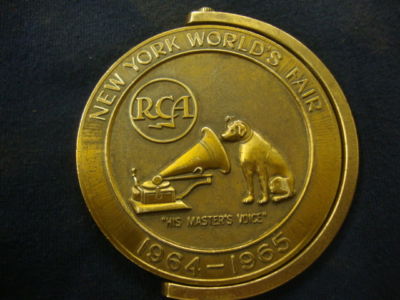 NEW YORK WORLD'S FAIR
RCA
"HIS MASTER'S VOICE"
1964-1965